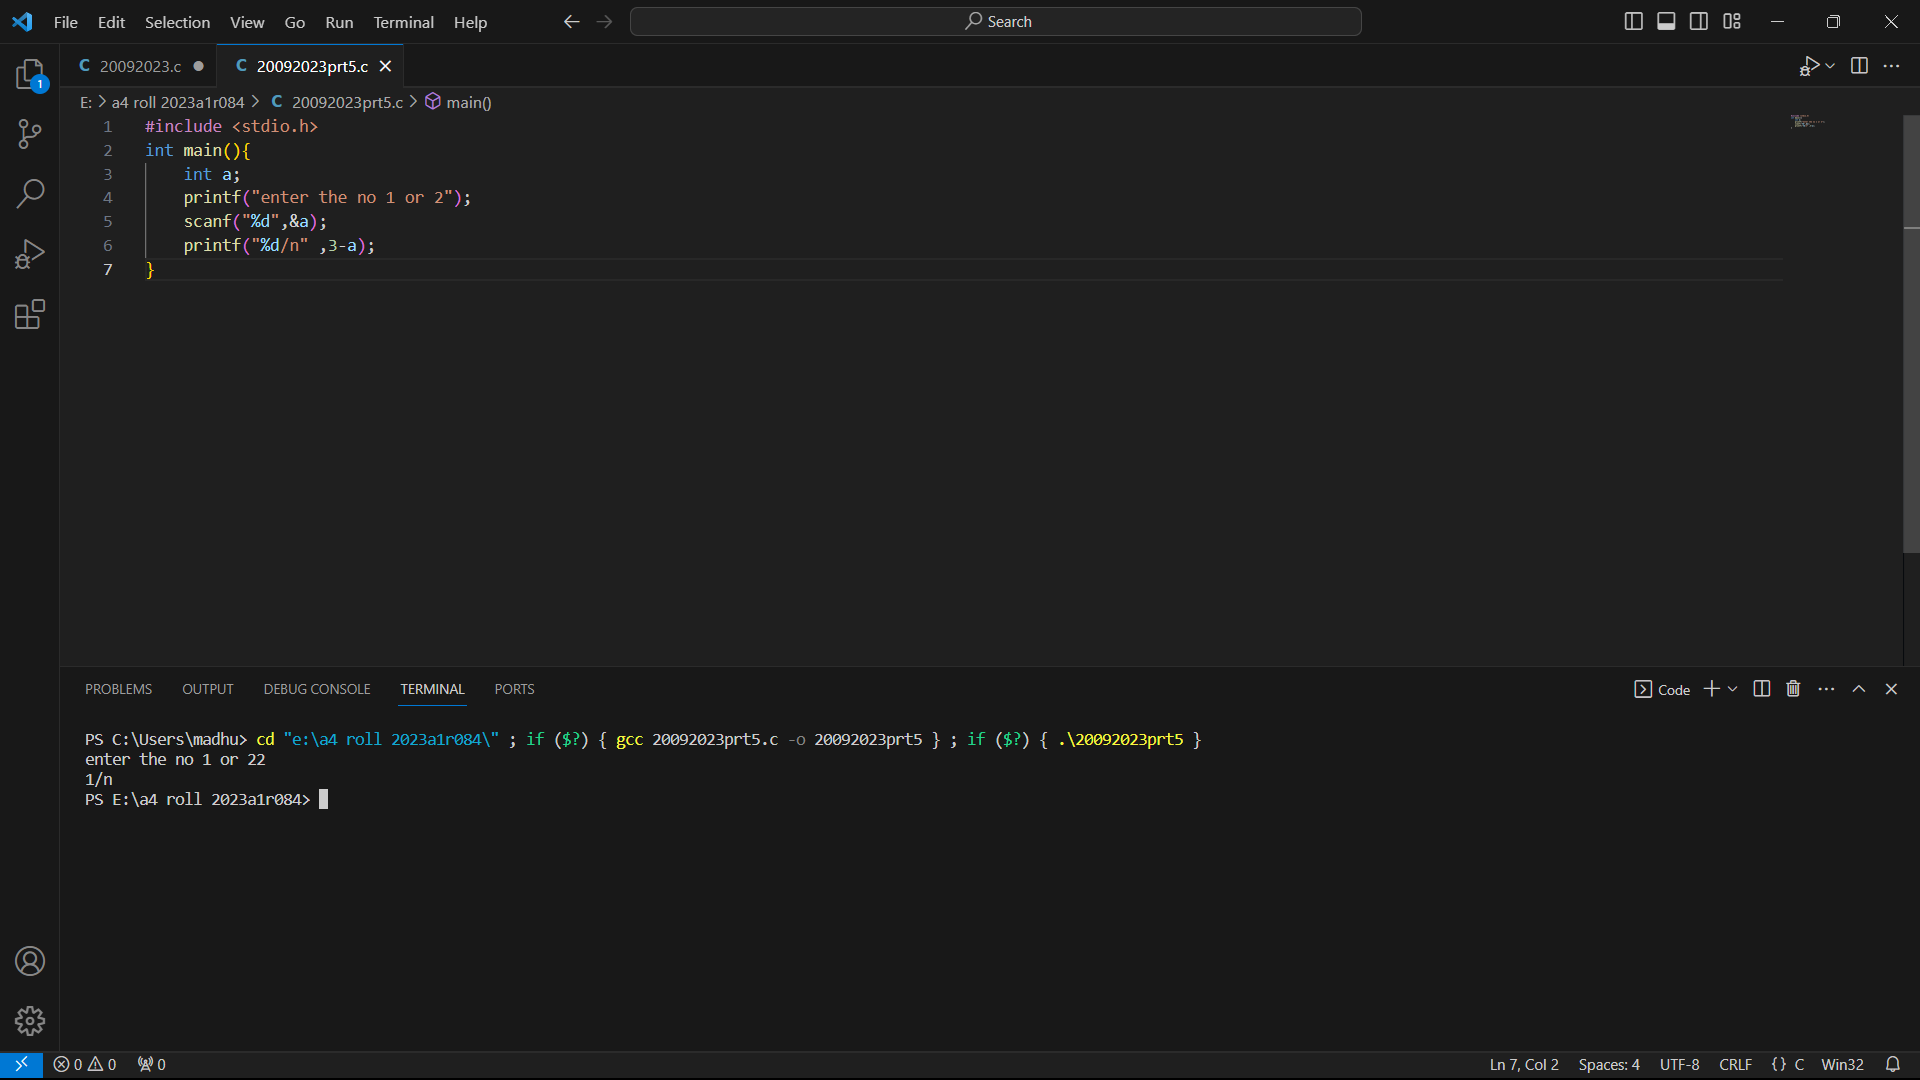 File Edit Selection View Go Run Terminal Help Search
C 20092023.c C 20092023prt5.c
1
E: > a4 roll 2023a1r084 > C 20092023prt5.c > main()
1 #include <stdio.h>
2 int main(){
3 int a;
4 printf("enter the no 1 or 2");
5 scanf("%d",&a);
6 printf("%d/n" ,3-a);
7 }
PROBLEMS OUTPUT DEBUG CONSOLE TERMINAL PORTS Code
PS C:\Users\madhu> cd "e:\a4 roll 2023a1r084\" ; if ($?) { gcc 20092023prt5.c -o 20092023prt5 } ; if ($?) { .\20092023prt5 }
enter the no 1 or 22
1/n
PS E:\a4 roll 2023a1r084>
0 0 0 Ln 7, Col 2 Spaces: 4 UTF-8 CRLF {} C Win32